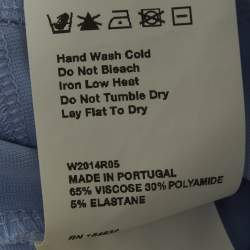 Hand Wash Cold
Do Not Bleach
Iron Low Heat
Do Not Tumble Dry
Lay Flat To Dry
W2014R05
MADE IN PORTUGAL
65% VISCOSE 30% POLYAMIDE
5% ELASTANE
RN